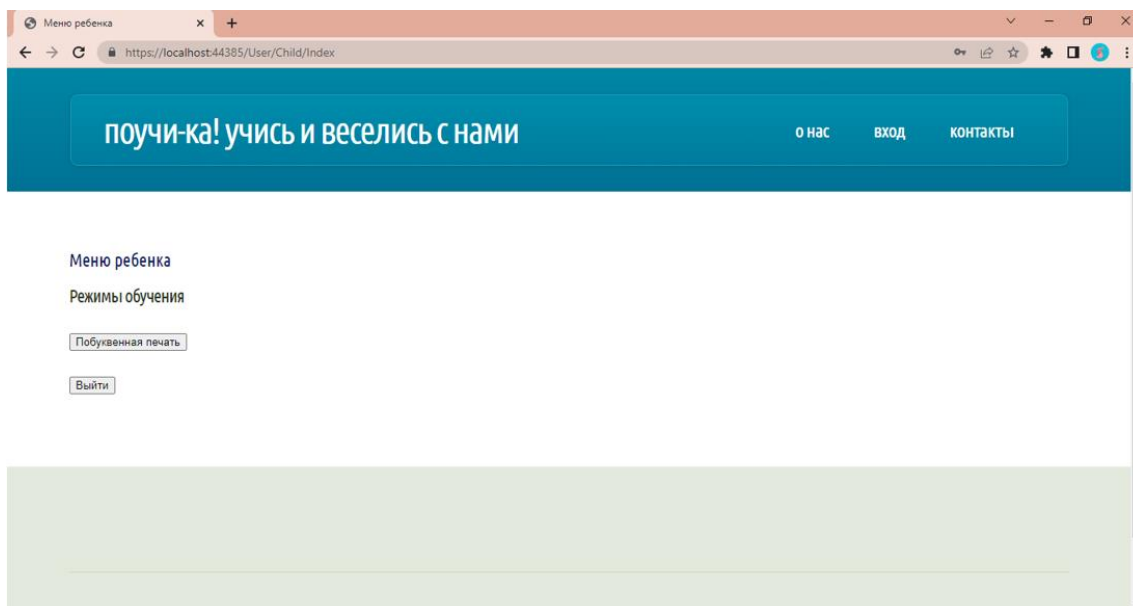 Меню ребенка
https://localhost:44385/User/Child/Index
поучи-ка! учись и веселись с нами
о нас вход контакты
Меню ребенка
Режимы обучения
Побуквенная печать
Выйти